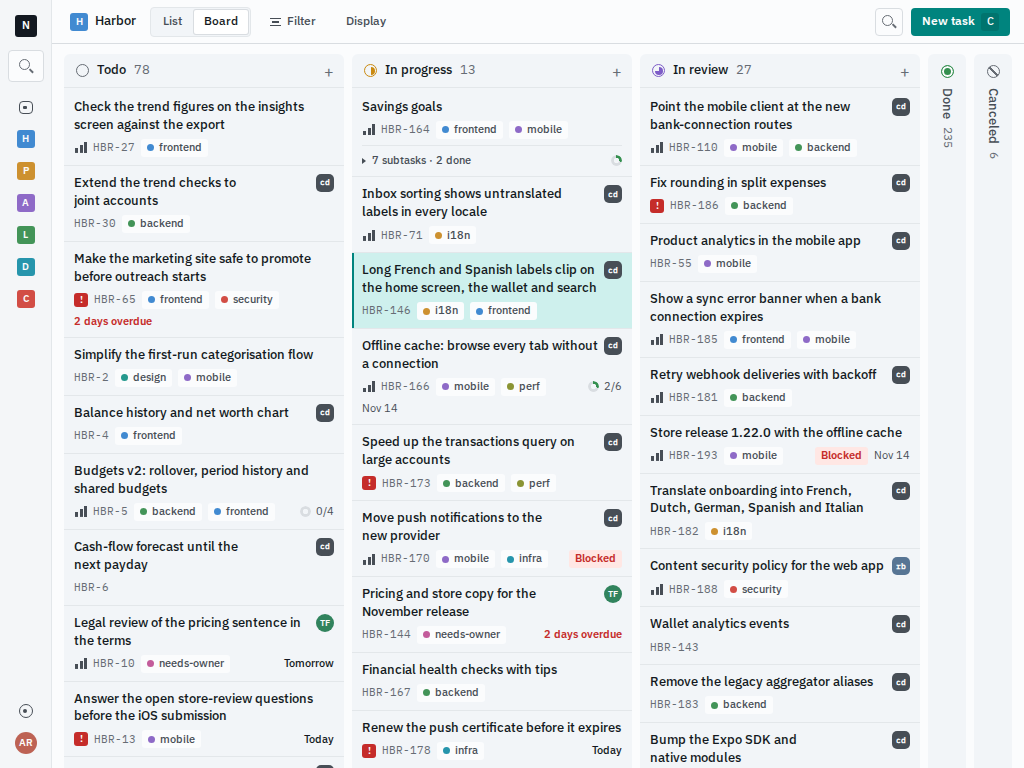 N
H
P
A
L
D
C
AR
H Harbor
List Board
Filter
Display
New task C
Todo 78 +
Check the trend figures on the insights
screen against the export
HBR-27 frontend
Extend the trend checks to
joint accounts
cd
HBR-30 backend
Make the marketing site safe to promote
before outreach starts
! HBR-65 frontend security
2 days overdue
Simplify the first-run categorisation flow
HBR-2 design mobile
Balance history and net worth chart
cd
HBR-4 frontend
Budgets v2: rollover, period history and
shared budgets
HBR-5 backend frontend 0/4
Cash-flow forecast until the
next payday
cd
HBR-6
Legal review of the pricing sentence in
the terms
TF
HBR-10 needs-owner Tomorrow
Answer the open store-review questions
before the iOS submission
! HBR-13 mobile Today
In progress 13 +
Savings goals
HBR-164 frontend mobile
7 subtasks · 2 done
Inbox sorting shows untranslated
labels in every locale
cd
HBR-71 i18n
Long French and Spanish labels clip on
the home screen, the wallet and search
cd
HBR-146 i18n frontend
Offline cache: browse every tab without
a connection
cd
HBR-166 mobile perf 2/6
Nov 14
Speed up the transactions query on
large accounts
cd
! HBR-173 backend perf
Move push notifications to the
new provider
cd
HBR-170 mobile infra Blocked
Pricing and store copy for the
November release
TF
HBR-144 needs-owner 2 days overdue
Financial health checks with tips
HBR-167 backend
Renew the push certificate before it expires
! HBR-178 infra Today
In review 27 +
Point the mobile client at the new
bank-connection routes
cd
HBR-110 mobile backend
Fix rounding in split expenses
cd
! HBR-186 backend
Product analytics in the mobile app
cd
HBR-55 mobile
Show a sync error banner when a bank
connection expires
HBR-185 frontend mobile
Retry webhook deliveries with backoff
cd
HBR-181 backend
Store release 1.22.0 with the offline cache
HBR-193 mobile Blocked Nov 14
Translate onboarding into French,
Dutch, German, Spanish and Italian
cd
HBR-182 i18n
Content security policy for the web app
rb
HBR-188 security
Wallet analytics events
cd
HBR-143
Remove the legacy aggregator aliases
cd
HBR-183 backend
Bump the Expo SDK and
native modules
cd
Done 235
Canceled 6